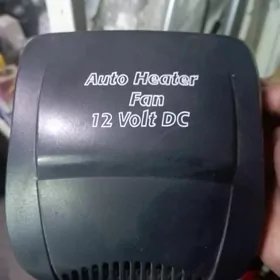 Auto Heater
Fan
12 Volt DC